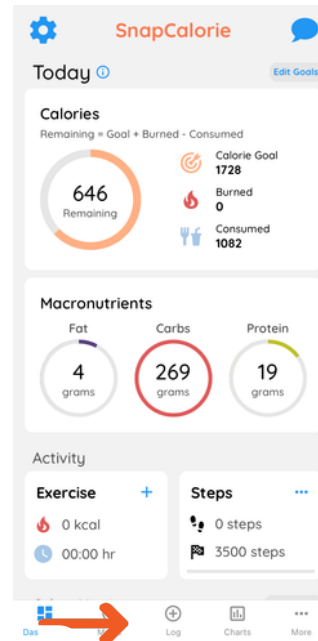 SnapCalorie
Today
Edit Goals
Calories
Remaining = Goal + Burned - Consumed
646
Remaining
Calorie Goal
1728
Burned
0
Consumed
1082
Macronutrients
Fat
Carbs
Protein
4
grams
269
grams
19
grams
Activity
Exercise
+
0 kcal
00:00 hr
Steps
...
0 steps
3500 steps
Das
Log
Charts
More